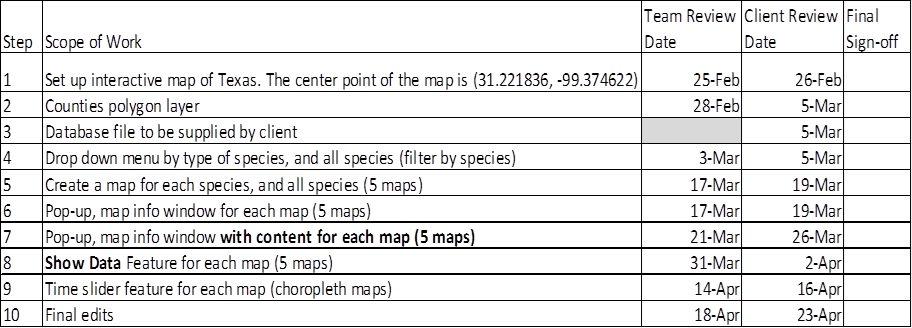 Step Scope of Work Team Review Date Client Review Date Final Sign-off
1 Set up interactive map of Texas. The center point of the map is (31.221836, -99.374622) 25-Feb 26-Feb
2 Counties polygon layer 28-Feb 5-Mar
3 Database file to be supplied by client 5-Mar
4 Drop down menu by type of species, and all species (filter by species) 3-Mar 5-Mar
5 Create a map for each species, and all species (5 maps) 17-Mar 19-Mar
6 Pop-up, map info window for each map (5 maps) 17-Mar 19-Mar
7 Pop-up, map info window with content for each map (5 maps) 21-Mar 26-Mar
8 Show Data Feature for each map (5 maps) 31-Mar 2-Apr
9 Time slider feature for each map (choropleth maps) 14-Apr 16-Apr
10 Final edits 18-Apr 23-Apr